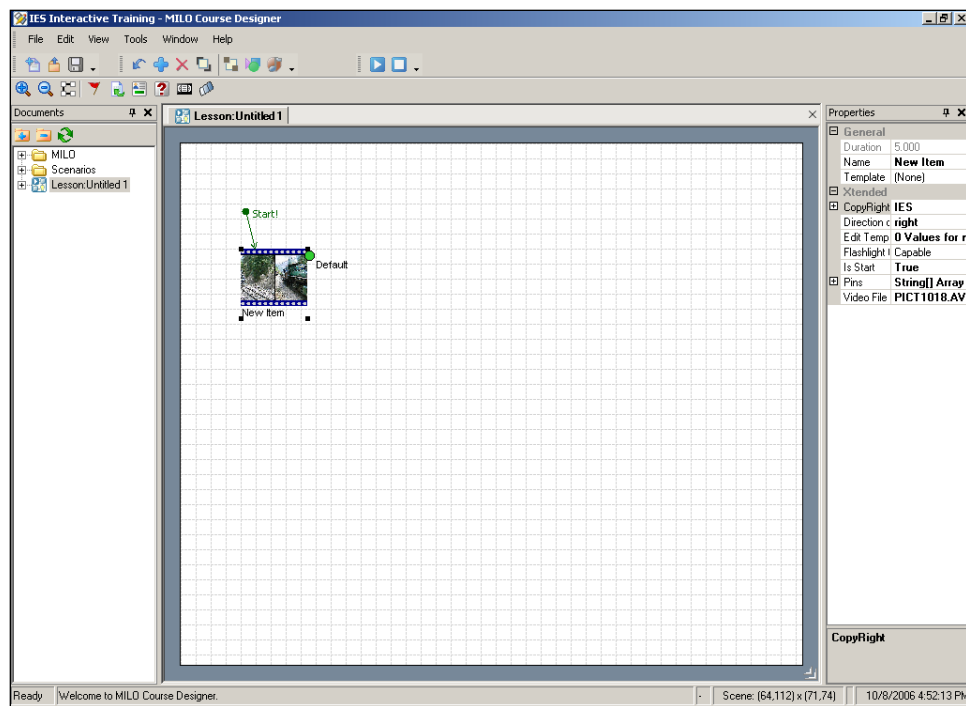 IES Interactive Training - MILO Course Designer
File Edit View Tools Window Help
Documents
MILO
Scenarios
Lesson:Untitled 1
Lesson:Untitled 1
Start!
Default
New Item
Properties
General
Duration 5.000
Name New Item
Template (None)
Xtended
CopyRight IES
Direction c right
Edit Temp 0 Values for r
Flashlight Capable
Is Start True
Pins String[] Array
Video File PICT1018.AV
CopyRight
Ready Welcome to MILO Course Designer. - Scene: (64,112) x (71,74) 10/8/2006 4:52:13 PM